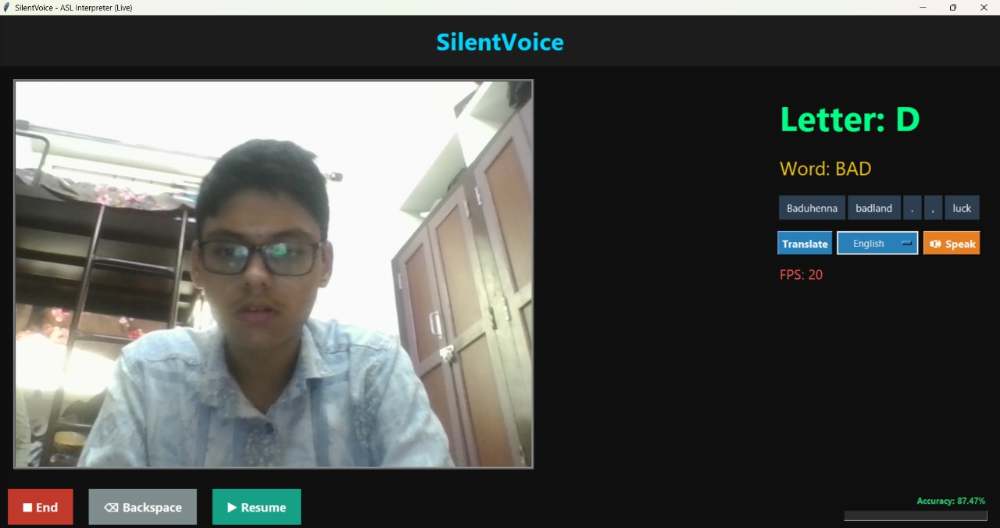 SilentVoice - ASL Interpreter (Live)
SilentVoice
Letter: D
Word: BAD
Baduhenna badland . , luck
Translate English Speak
FPS: 20
End Backspace Resume
Accuracy: 87.47%